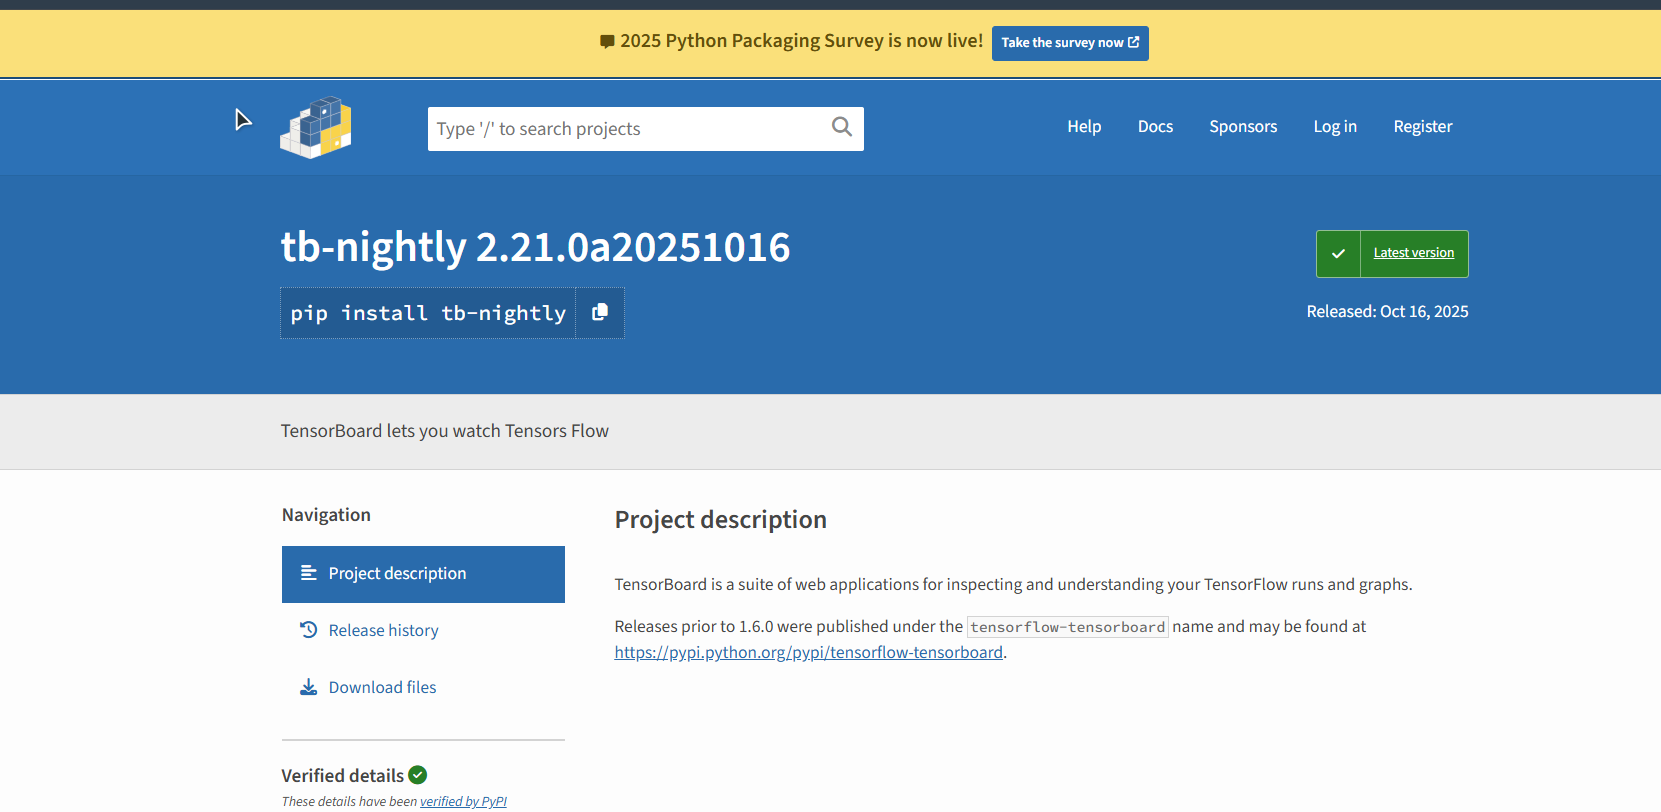 2025 Python Packaging Survey is now live! Take the survey now
Type '/' to search projects
Help Docs Sponsors Log in Register
tb-nightly 2.21.0a20251016
Latest version
pip install tb-nightly
Released: Oct 16, 2025
TensorBoard lets you watch Tensors Flow
Navigation
Project description
Release history
Download files
Verified details
These details have been verified by PyPI
Project description
TensorBoard is a suite of web applications for inspecting and understanding your TensorFlow runs and graphs.
Releases prior to 1.6.0 were published under the tensorflow-tensorboard name and may be found at
https://pypi.python.org/pypi/tensorflow-tensorboard.